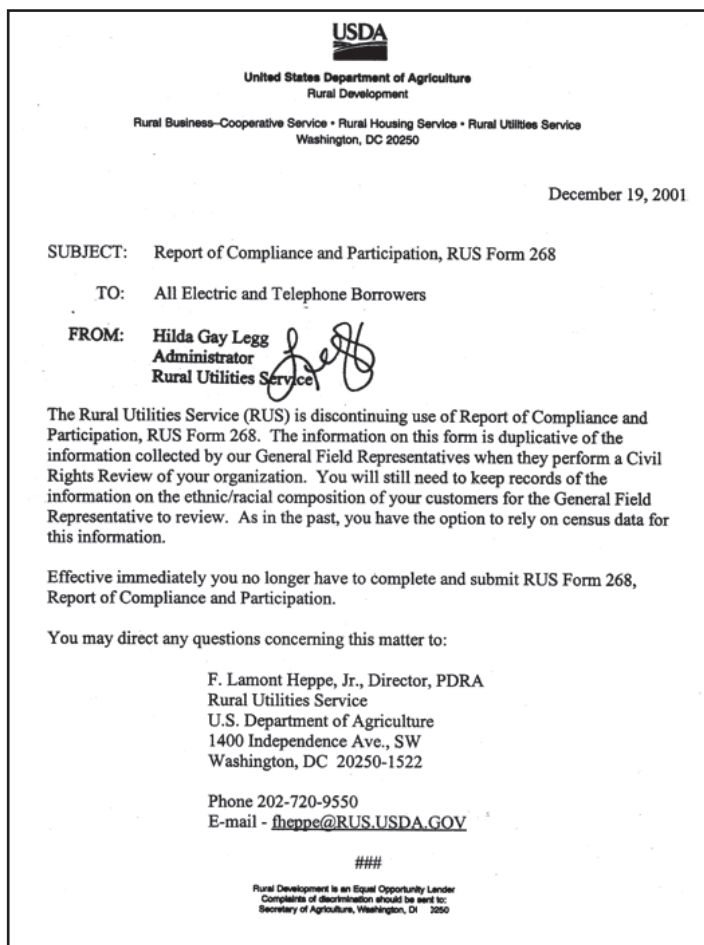 USDA
United States Department of Agriculture
Rural Development
Rural Business–Cooperative Service • Rural Housing Service • Rural Utilities Service
Washington, DC 20250
December 19, 2001
SUBJECT: Report of Compliance and Participation, RUS Form 268
TO: All Electric and Telephone Borrowers
FROM: Hilda Gay Legg
Administrator
Rural Utilities Service
The Rural Utilities Service (RUS) is discontinuing use of Report of Compliance and
Participation, RUS Form 268. The information on this form is duplicative of the
information collected by our General Field Representatives when they perform a Civil
Rights Review of your organization. You will still need to keep records of the
information on the ethnic/racial composition of your customers for the General Field
Representative to review. As in the past, you have the option to rely on census data for
this information.
Effective immediately you no longer have to complete and submit RUS Form 268,
Report of Compliance and Participation.
You may direct any questions concerning this matter to:
F. Lamont Heppe, Jr., Director, PDRA
Rural Utilities Service
U.S. Department of Agriculture
1400 Independence Ave., SW
Washington, DC 20250-1522
Phone 202-720-9550
E-mail - fheppe@RUS.USDA.GOV
###
Rural Development is an Equal Opportunity Lender
Complaints of discrimination should be sent to:
Secretary of Agriculture, Washington, D 3250